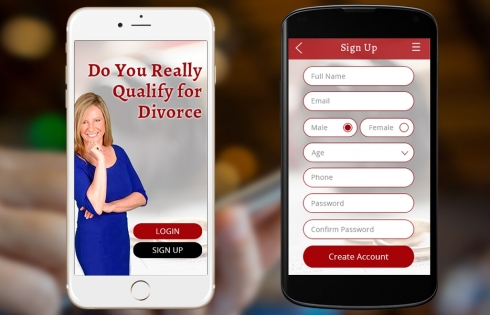 Do You Really
Qualify for
Divorce
LOGIN
SIGN UP
Sign Up
Full Name
Email
Male
Female
Age
Phone
Password
Confirm Password
Create Account